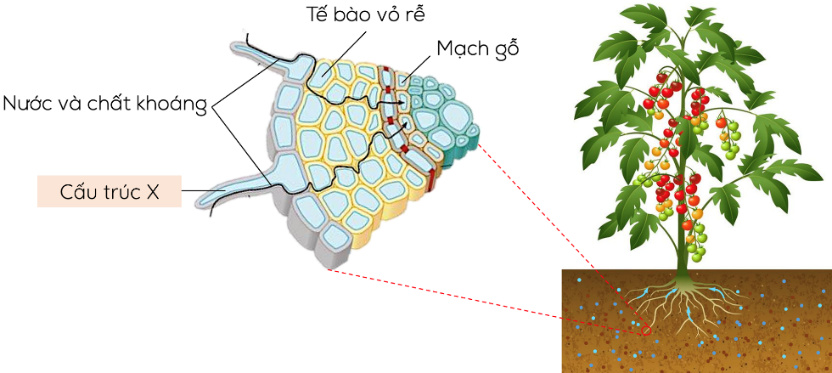 Tế bào vỏ rễ
Mạch gỗ
Nước và chất khoáng
Cấu trúc X